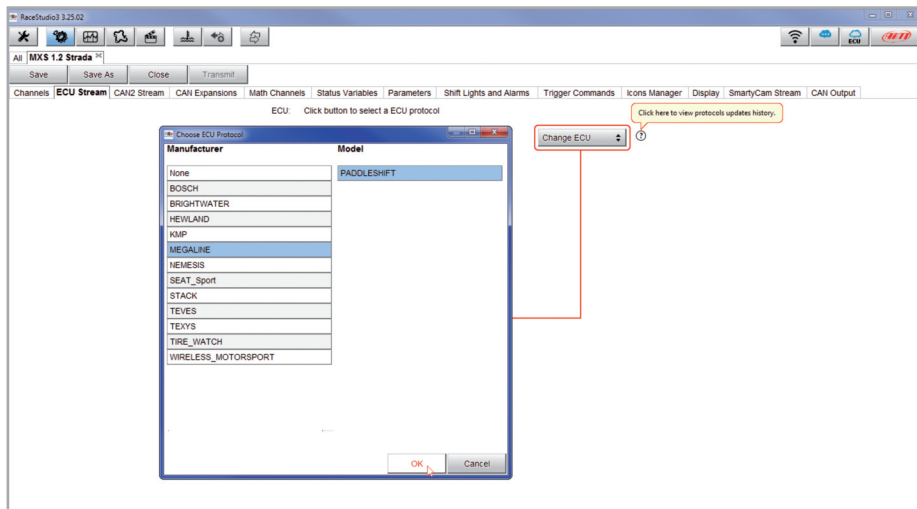 RaceStudio3 3.25.02
ECU
AiM
All MXS 1.2 Strada
Save Save As Close Transmit
Channels ECU Stream CAN2 Stream CAN Expansions Math Channels Status Variables Parameters Shift Lights and Alarms Trigger Commands Icons Manager Display SmartyCam Stream CAN Output
ECU: Click button to select a ECU protocol
Click here to view protocols updates history.
Change ECU ?
Choose ECU Protocol
Manufacturer Model
None PADDLESHIFT
BOSCH
BRIGHTWATER
HEWLAND
KMP
MEGALINE
NEMESIS
SEAT_Sport
STACK
TEVES
TEXYS
TIRE_WATCH
WIRELESS_MOTORSPORT
OK Cancel